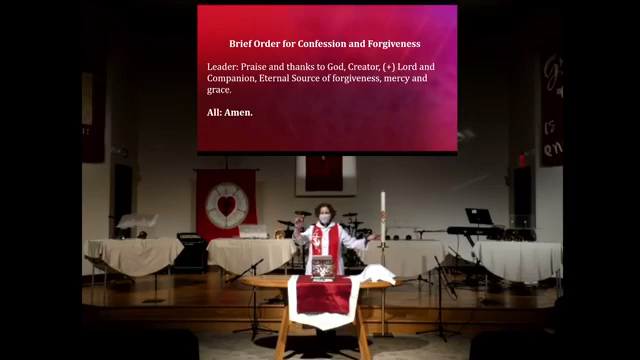 Brief Order for Confession and Forgiveness
Leader: Praise and thanks to God, Creator, (+) Lord and
Companion, Eternal Source of forgiveness, mercy and
grace.
All: Amen.
is